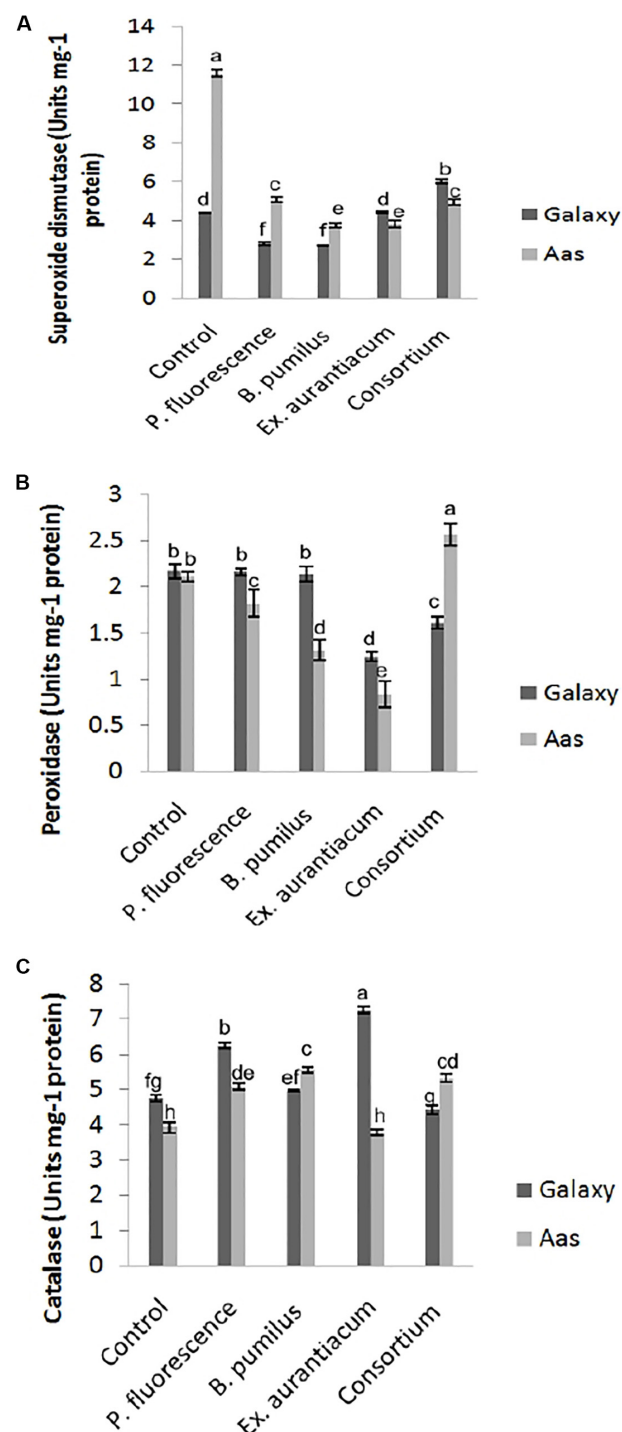 A
Superoxide dismutase (Units mg-1
protein)
14
12
10
8
6
4
2
0
a
d
c
f
e
f
d
e
b
c
Control
P. fluorescence
B. pumilus
Ex. aurantiacum
Consortium
Galaxy
Aas
B
Peroxidase (Units mg-1 protein)
3
2.5
2
1.5
1
0.5
0
b
b
b
c
b
d
d
e
c
a
Control
P. fluorescence
B. pumilus
Ex. aurantiacum
Consortium
Galaxy
Aas
C
Catalase (Units mg-1 protein)
8
7
6
5
4
3
2
1
0
fg
h
b
de
ef
c
a
h
g
cd
Control
P. fluorescence
B. pumilus
Ex. aurantiacum
Consortium
Galaxy
Aas